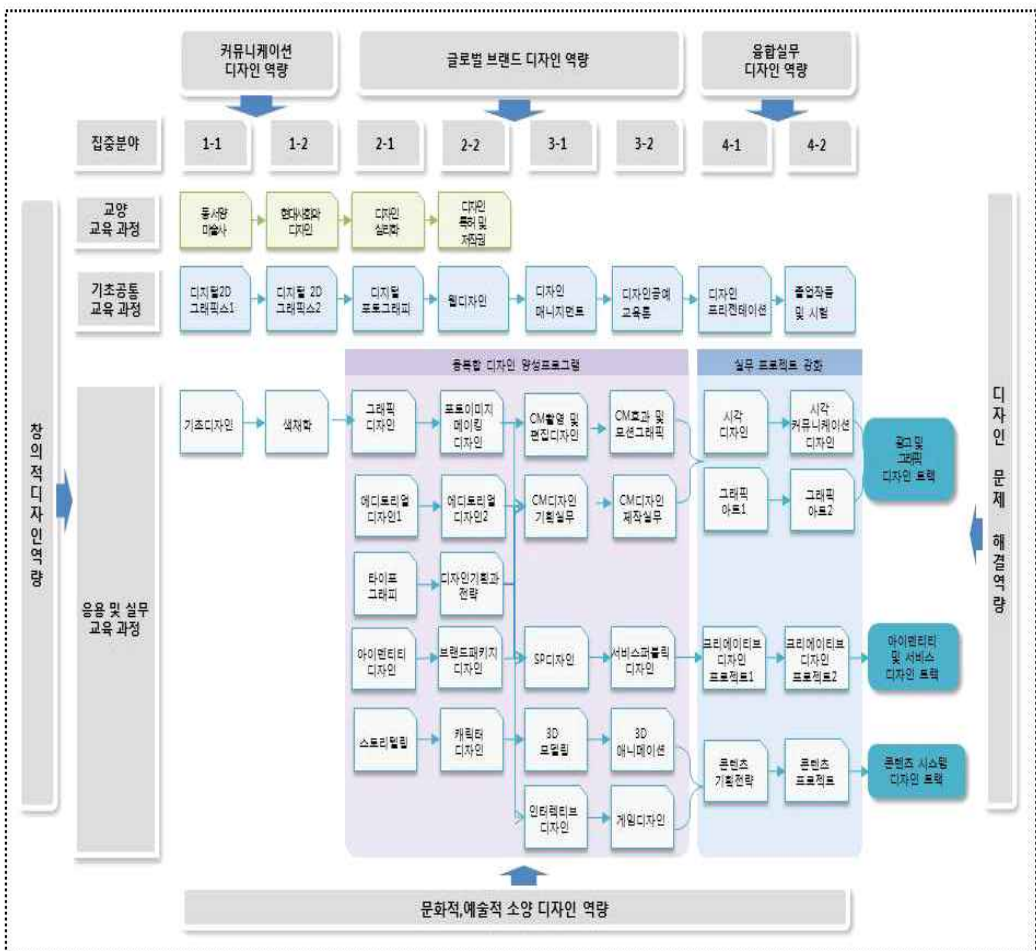 커뮤니케이션
디자인 역량
글로벌 브랜드 디자인 역량
융합실무
디자인 역량
집중분야
1-1
1-2
2-1
2-2
3-1
3-2
4-1
4-2
교양
교육 과정
동서양
미술사
현대사회와
디자인
디자인
심리학
디자인
특허 및
저작권
기초공통
교육 과정
디지털2D
그래픽스1
디지털 2D
그래픽스2
디지털
포토그래피
웹디자인
디자인
매니지먼트
디자인공예
교육론
디자인
프리젠테이션
졸업작품
및 시험
융복합 디자인 양성프로그램
실무 프로젝트 강화
창의적디자인역량
디자인 문제 해결역량
응용 및 실무
교육 과정
기초디자인
색채학
그래픽
디자인
포토이미지
메이킹
디자인
CM촬영 및
편집디자인
CM효과 및
모션그래픽
시각
디자인
시각
커뮤니케이션
디자인
광고 및
그래픽
디자인 트랙
에디토리얼
디자인1
에디토리얼
디자인2
CM디자인
기획실무
CM디자인
제작실무
그래픽
아트1
그래픽
아트2
타이포
그래피
디자인기획과
전략
아이덴티티
디자인
브랜드패키지
디자인
SP디자인
서비스퍼블릭
디자인
크리에이티브
디자인
프로젝트1
크리에이티브
디자인
프로젝트2
아이덴티티
및 서비스
디자인 트랙
스토리텔링
캐릭터
디자인
3D
모델링
3D
애니메이션
콘텐츠
기획전략
콘텐츠
프로젝트
콘텐츠 시스템
디자인 트랙
인터렉티브
디자인
게임디자인
문화적,예술적 소양 디자인 역량